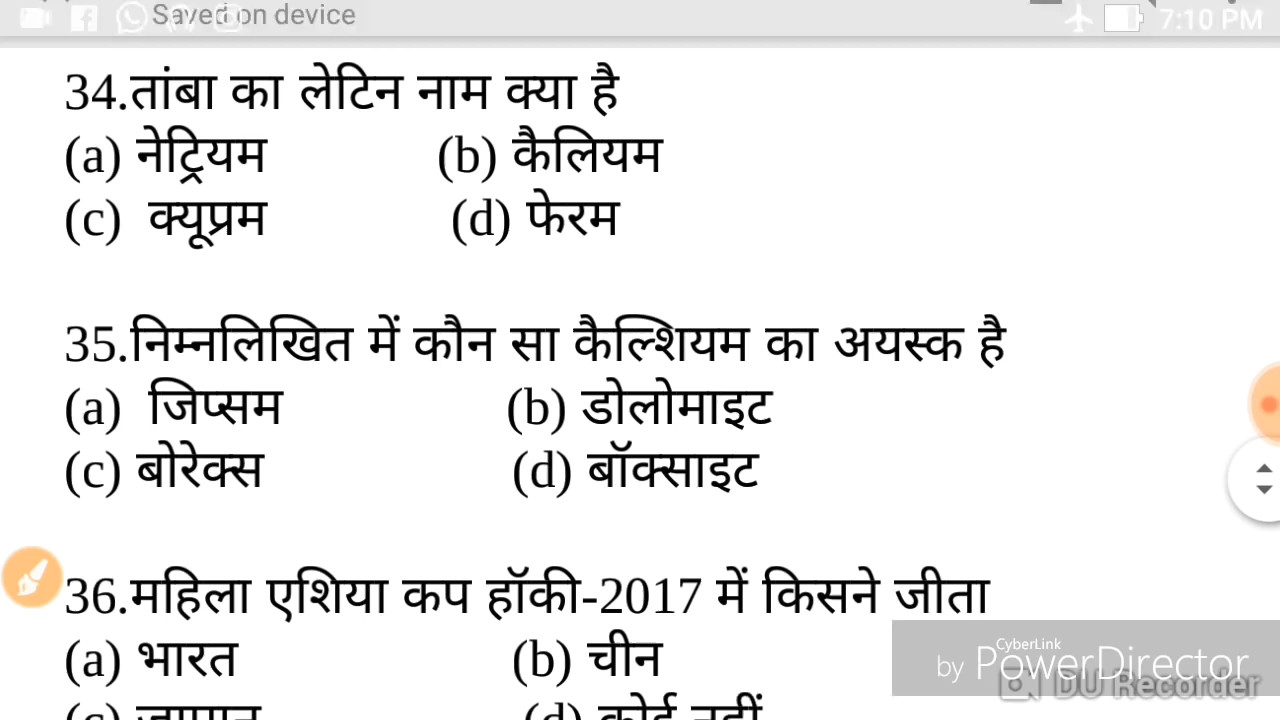 Saved on device
7:10 PM
34.तांबा का लेटिन नाम क्या है
(a) नेट्रियम (b) कैलियम
(c) क्यूप्रम (d) फेरम
35.निम्नलिखित में कौन सा कैल्शियम का अयस्क है
(a) जिप्सम (b) डोलोमाइट
(c) बोरेक्स (d) बॉक्साइट
36.महिला एशिया कप हॉकी-2017 में किसने जीता
(a) भारत (b) चीन
(c) जापान (d) कोई नहीं
CyberLink
by PowerDirector
DU Recorder